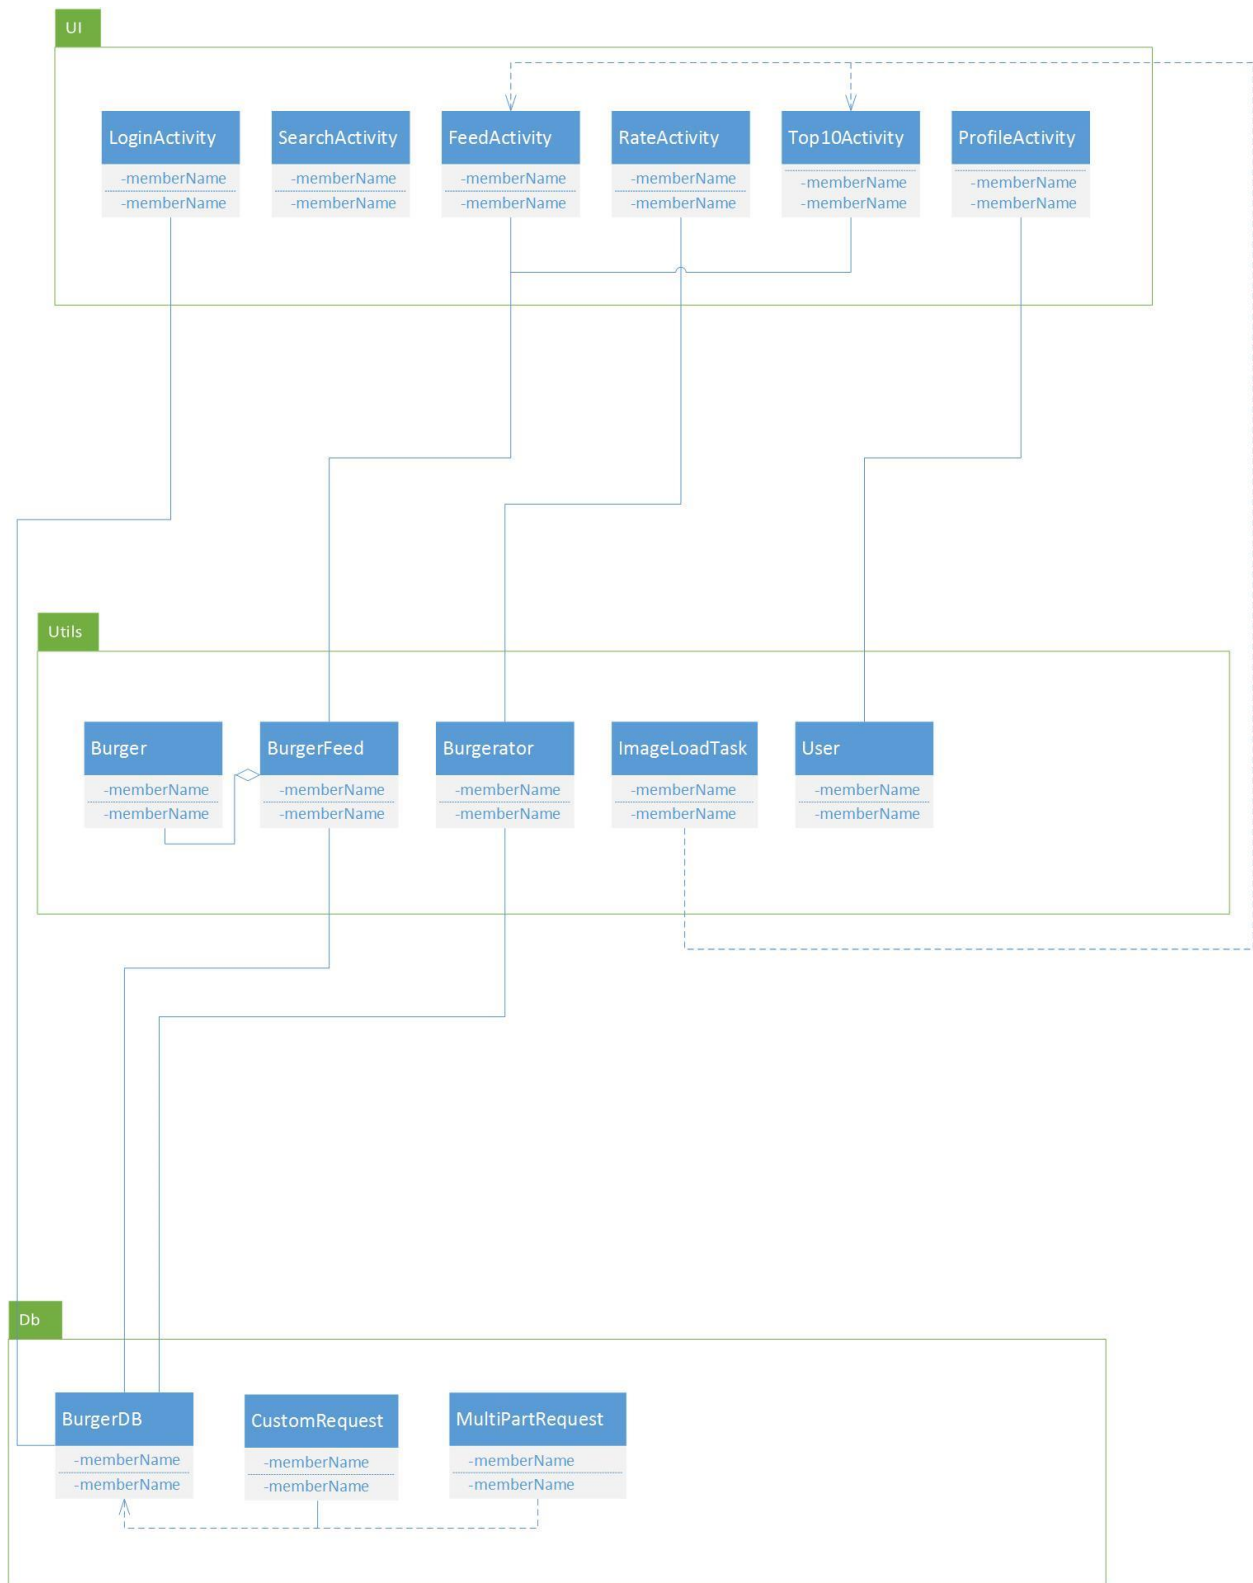 UI
LoginActivity
-memberName
-memberName
SearchActivity
-memberName
-memberName
FeedActivity
-memberName
-memberName
RateActivity
-memberName
-memberName
Top10Activity
-memberName
-memberName
ProfileActivity
-memberName
-memberName
Utils
Burger
-memberName
-memberName
BurgerFeed
-memberName
-memberName
Burgerator
-memberName
-memberName
ImageLoadTask
-memberName
-memberName
User
-memberName
-memberName
Db
BurgerDB
-memberName
-memberName
CustomRequest
-memberName
-memberName
MultiPartRequest
-memberName
-memberName